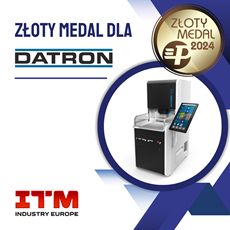 ZŁOTY MEDAL DLA
DATRON
ZŁOTY
MEDAL
2024
ITM
INDUSTRY EUROPE